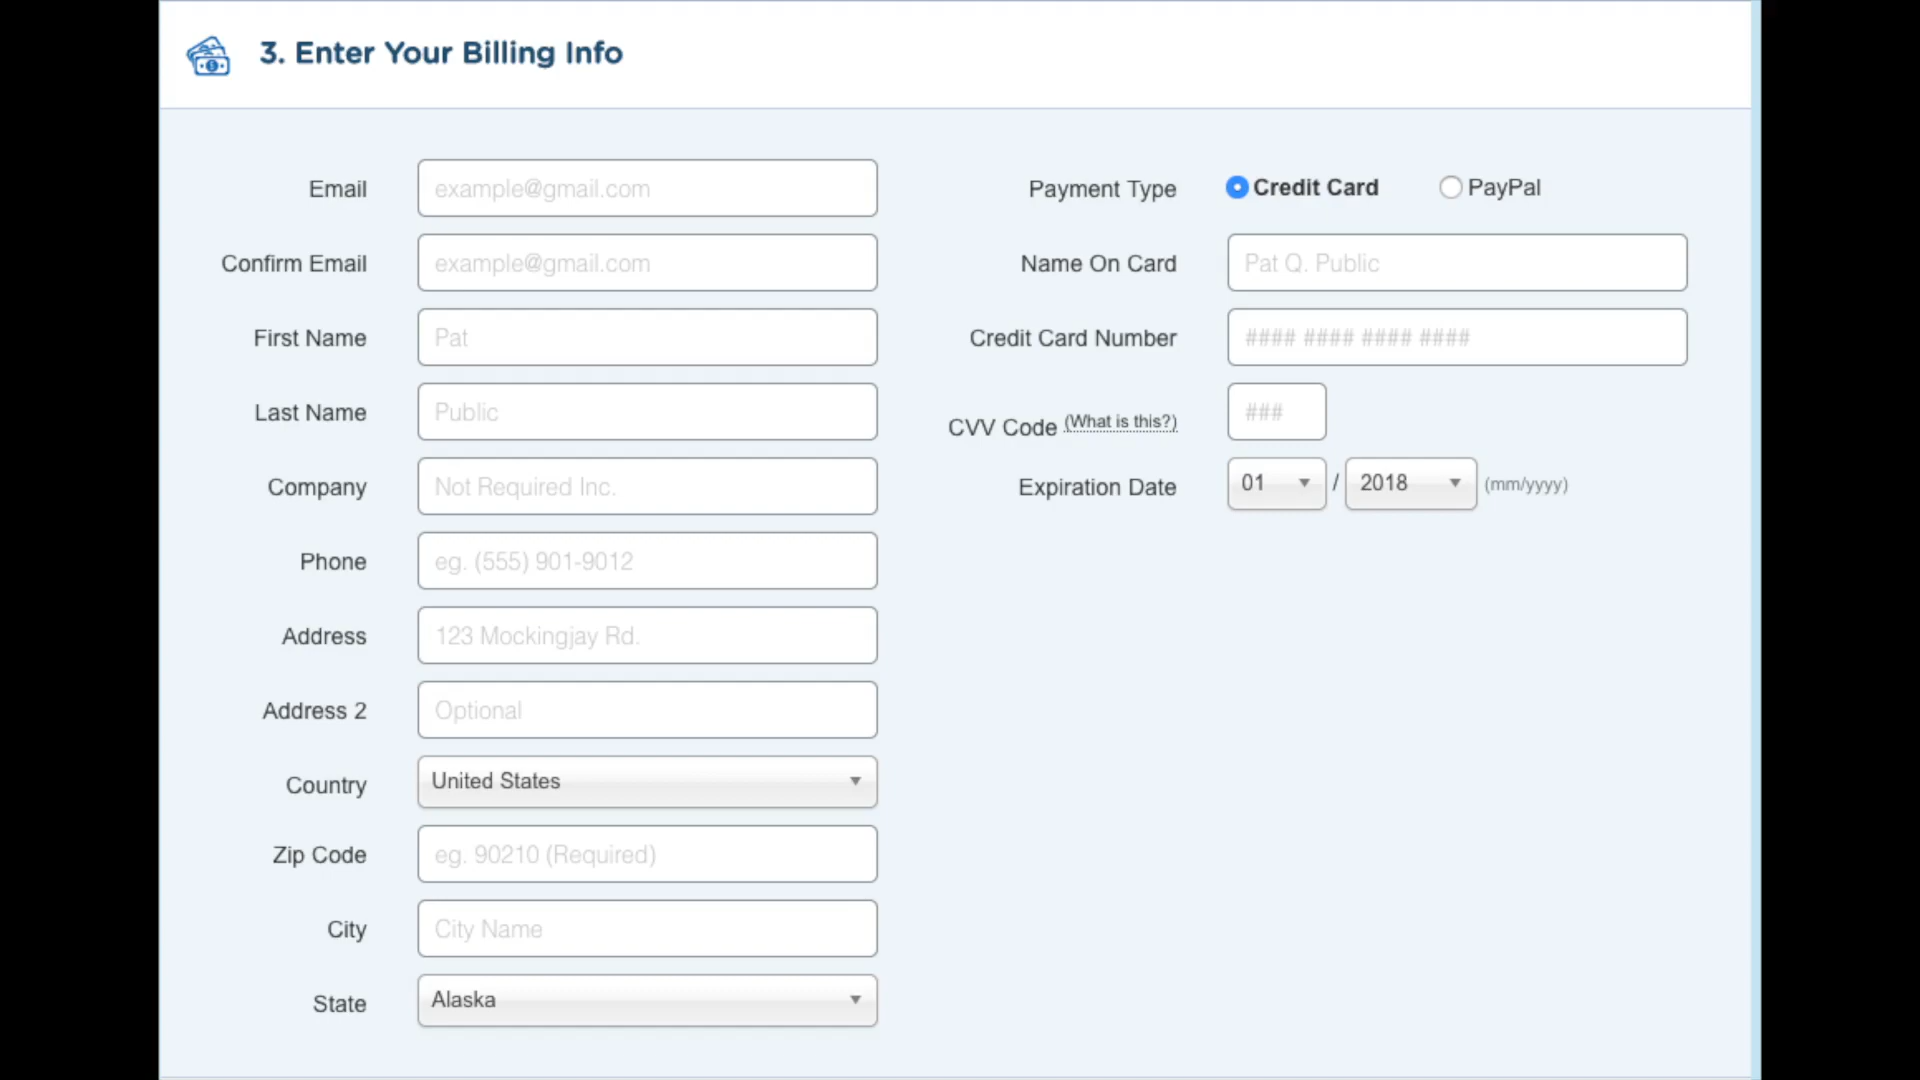 3. Enter Your Billing Info
Email
example@gmail.com
Confirm Email
example@gmail.com
First Name
Pat
Last Name
Public
Company
Not Required Inc.
Phone
eg. (555) 901-9012
Address
123 Mockingjay Rd.
Address 2
Optional
Country
United States
Zip Code
eg. 90210 (Required)
City
City Name
State
Alaska
Payment Type
Credit Card
PayPal
Name On Card
Pat Q. Public
Credit Card Number
#### #### #### ####
CVV Code (What is this?)
###
Expiration Date
01 / 2018 (mm/yyyy)